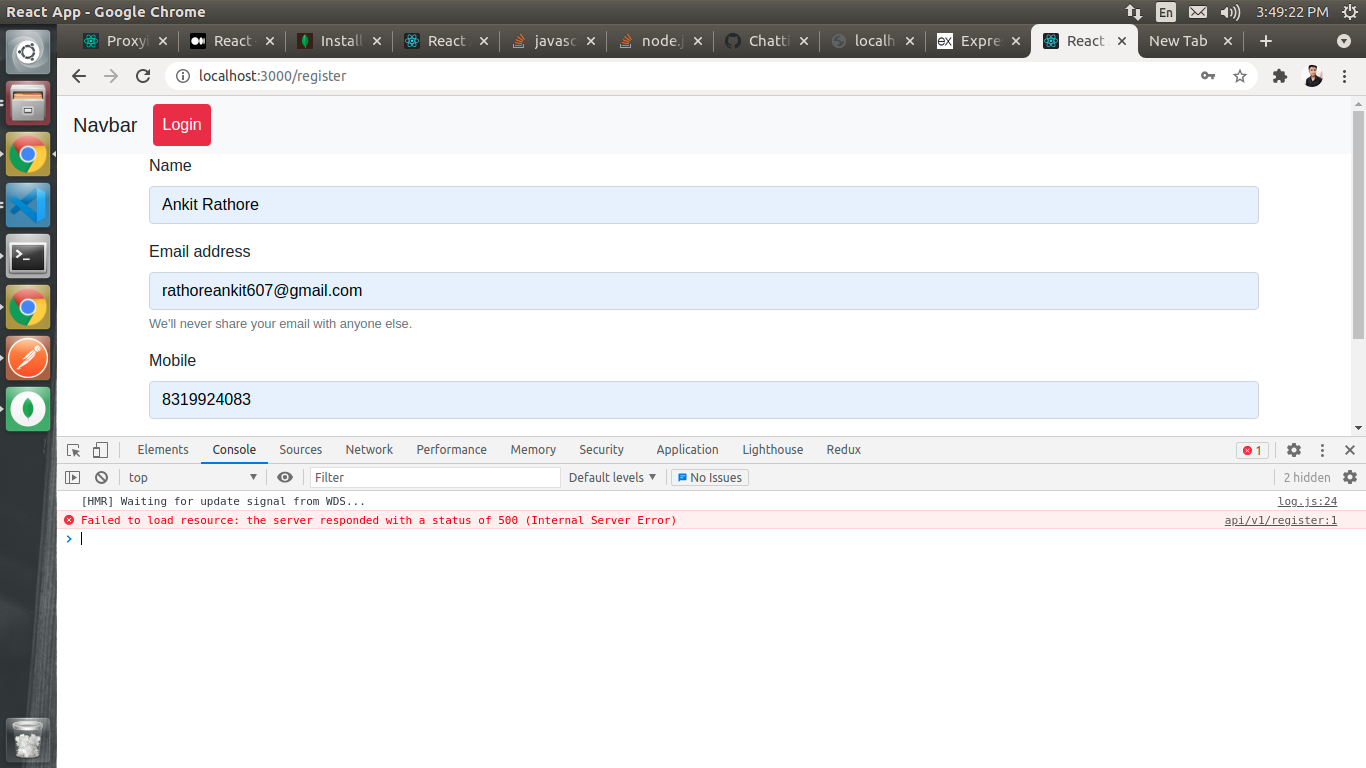 React App - Google Chrome
En
3:49:22 PM
Proxyi
React
Install
React
javasc
node.j
Chatti
localh
EX
Expre
React
New Tab
localhost:3000/register
Navbar
Login
Name
Ankit Rathore
Email address
rathoreankit607@gmail.com
We'll never share your email with anyone else.
Mobile
8319924083
Elements Console Sources Network Performance Memory Security Application Lighthouse Redux
1
top
Filter
Default levels
No Issues
2 hidden
[HMR] Waiting for update signal from WDS...
log.js:24
Failed to load resource: the server responded with a status of 500 (Internal Server Error)
api/v1/register:1